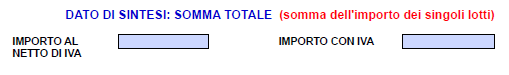 DATO DI SINTESI: SOMMA TOTALE (somma dell'importo dei singoli lotti)
IMPORTO AL NETTO DI IVA
IMPORTO CON IVA